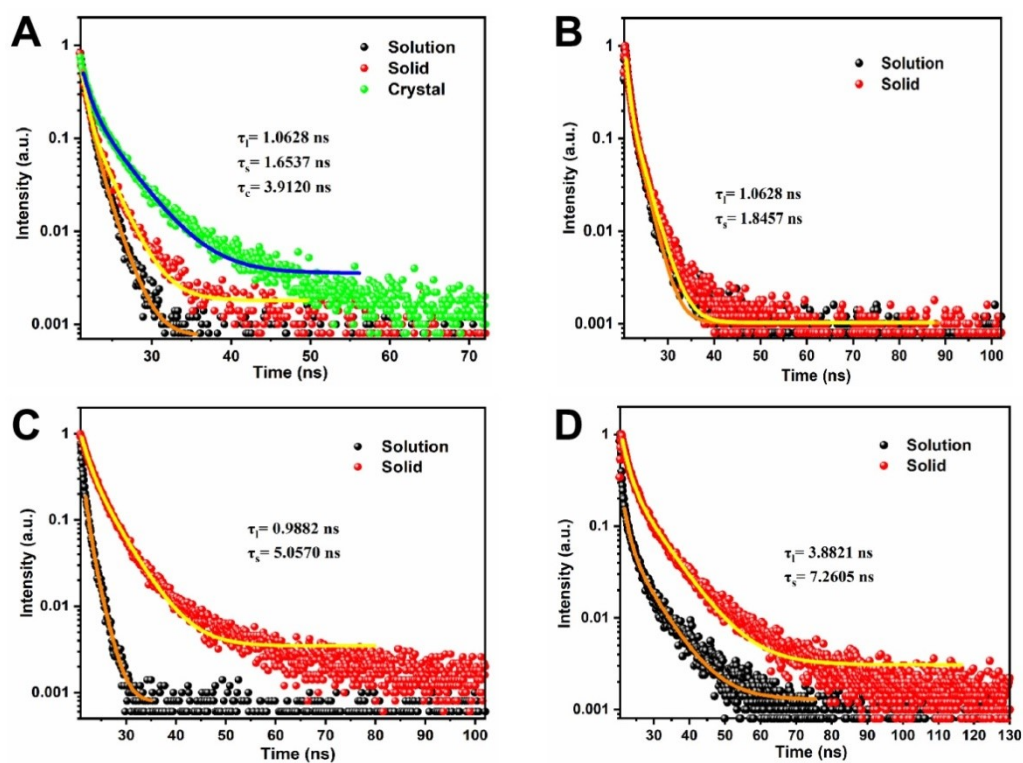 A
Intensity (a.u.)
1
0.1
0.01
0.001
Solution
Solid
Crystal
τl= 1.0628 ns
τs= 1.6537 ns
τc= 3.9120 ns
30 40 50 60 70
Time (ns)
B
Intensity (a.u.)
1
0.1
0.01
0.001
Solution
Solid
τl= 1.0628 ns
τs= 1.8457 ns
30 40 50 60 70 80 90 100
Time (ns)
C
Intensity (a.u.)
1
0.1
0.01
0.001
Solution
Solid
τl= 0.9882 ns
τs= 5.0570 ns
30 40 50 60 70 80 90 100
Time (ns)
D
Intensity (a.u.)
1
0.1
0.01
0.001
Solution
Solid
τl= 3.8821 ns
τs= 7.2605 ns
30 40 50 60 70 80 90 100 110 120 130
Time (ns)